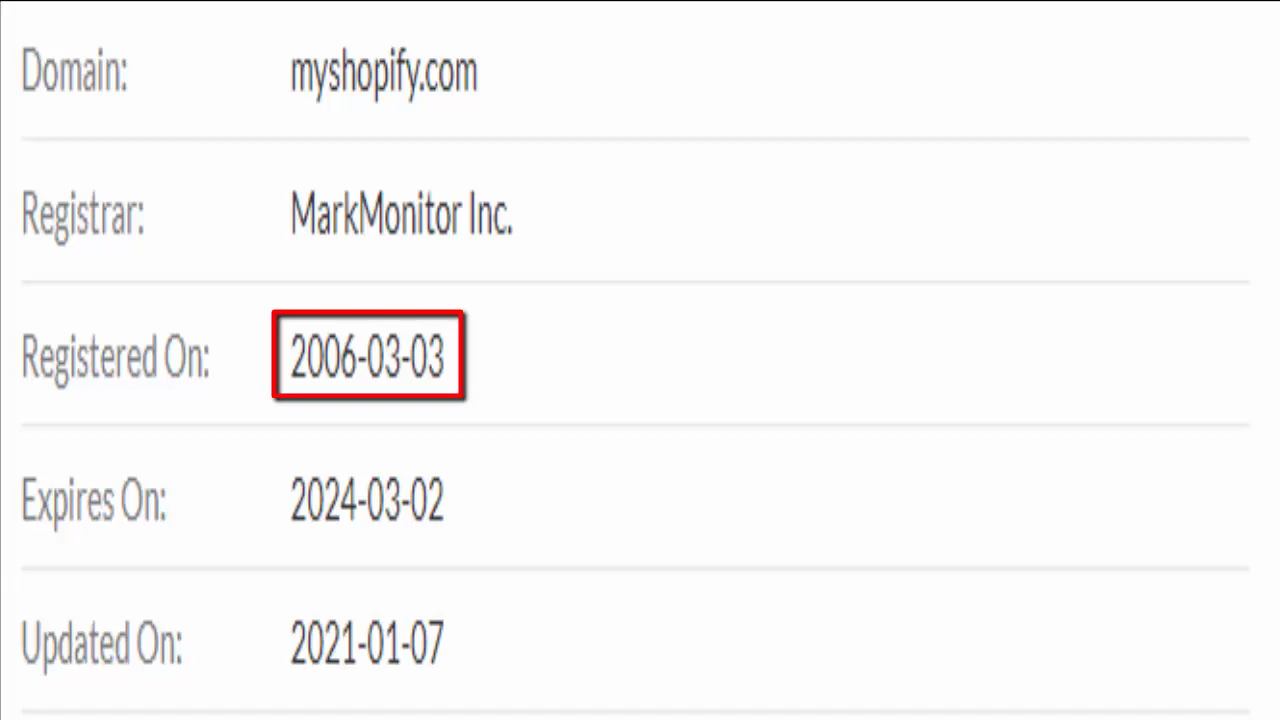 Domain: myshopify.com
Registrar: MarkMonitor Inc.
Registered On: 2006-03-03
Expires On: 2024-03-02
Updated On: 2021-01-07